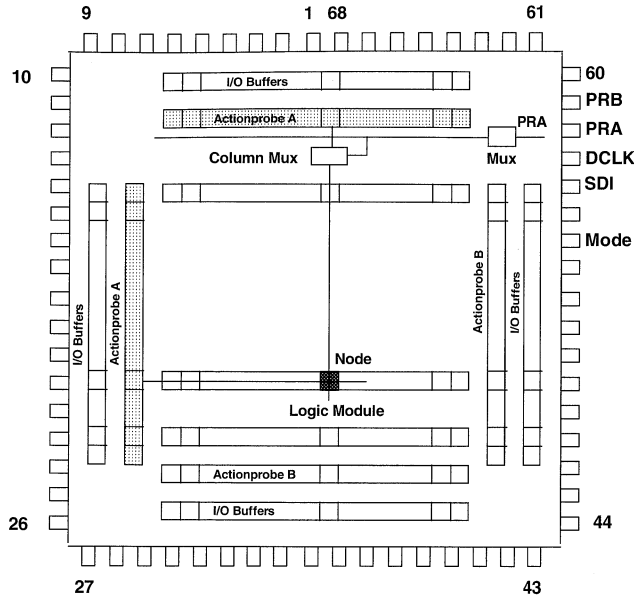 9
1 68
61
10
60
I/O Buffers
PRB
Actionprobe A
PRA
PRA
Column Mux
Mux
DCLK
SDI
Mode
I/O Buffers
Actionprobe A
Actionprobe B
I/O Buffers
Node
Logic Module
Actionprobe B
I/O Buffers
26
44
27
43